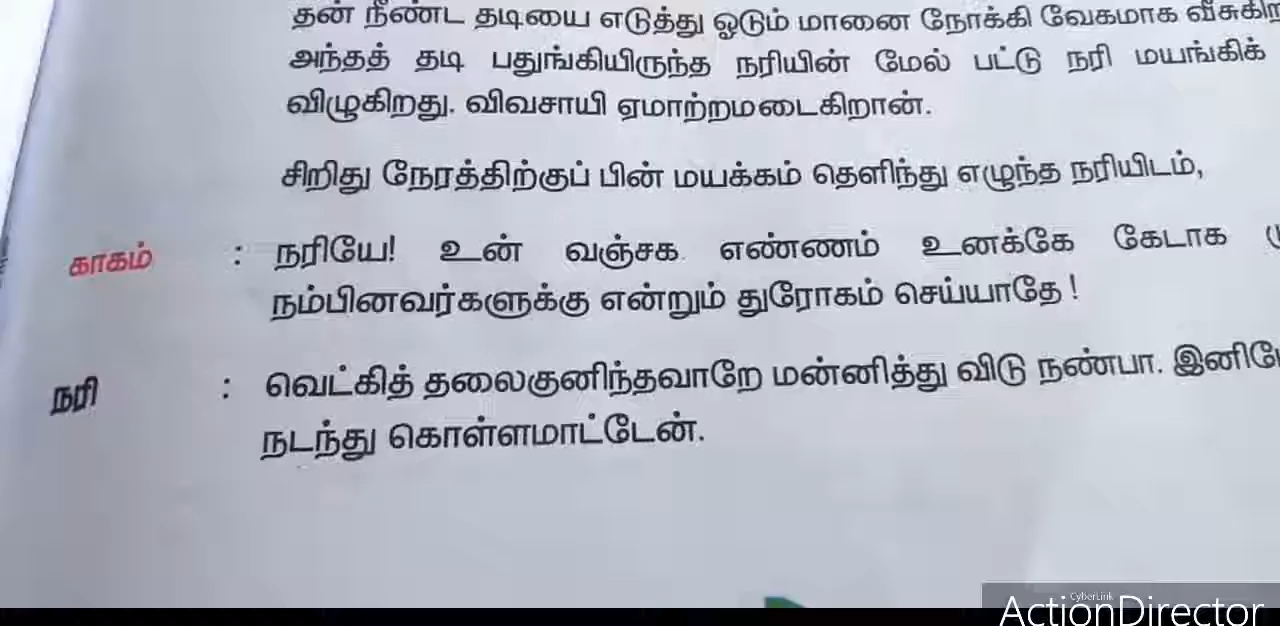 தன் நீண்ட தடியை எடுத்து ஓடும் மானை நோக்கி வேகமாக
அந்தத் தடி பதுங்கியிருந்த நரியின் மேல் பட்டு நரி மயங்கிக்
விழுகிறது. விவசாயி ஏமாற்றமடைகிறான்.
சிறிது நேரத்திற்குப் பின் மயக்கம் தெளிந்து எழுந்த நரியிடம்,
காகம் : நரியே! உன் வஞ்சக எண்ணம் உனக்கே கேடாக
நம்பினவர்களுக்கு என்றும் துரோகம் செய்யாதே !
நரி : வெட்கித் தலைகுனிந்தவாறே மன்னித்து விடு நண்பா.
நடந்து கொள்ளமாட்டேன்.
CyberLink
ActionDirector